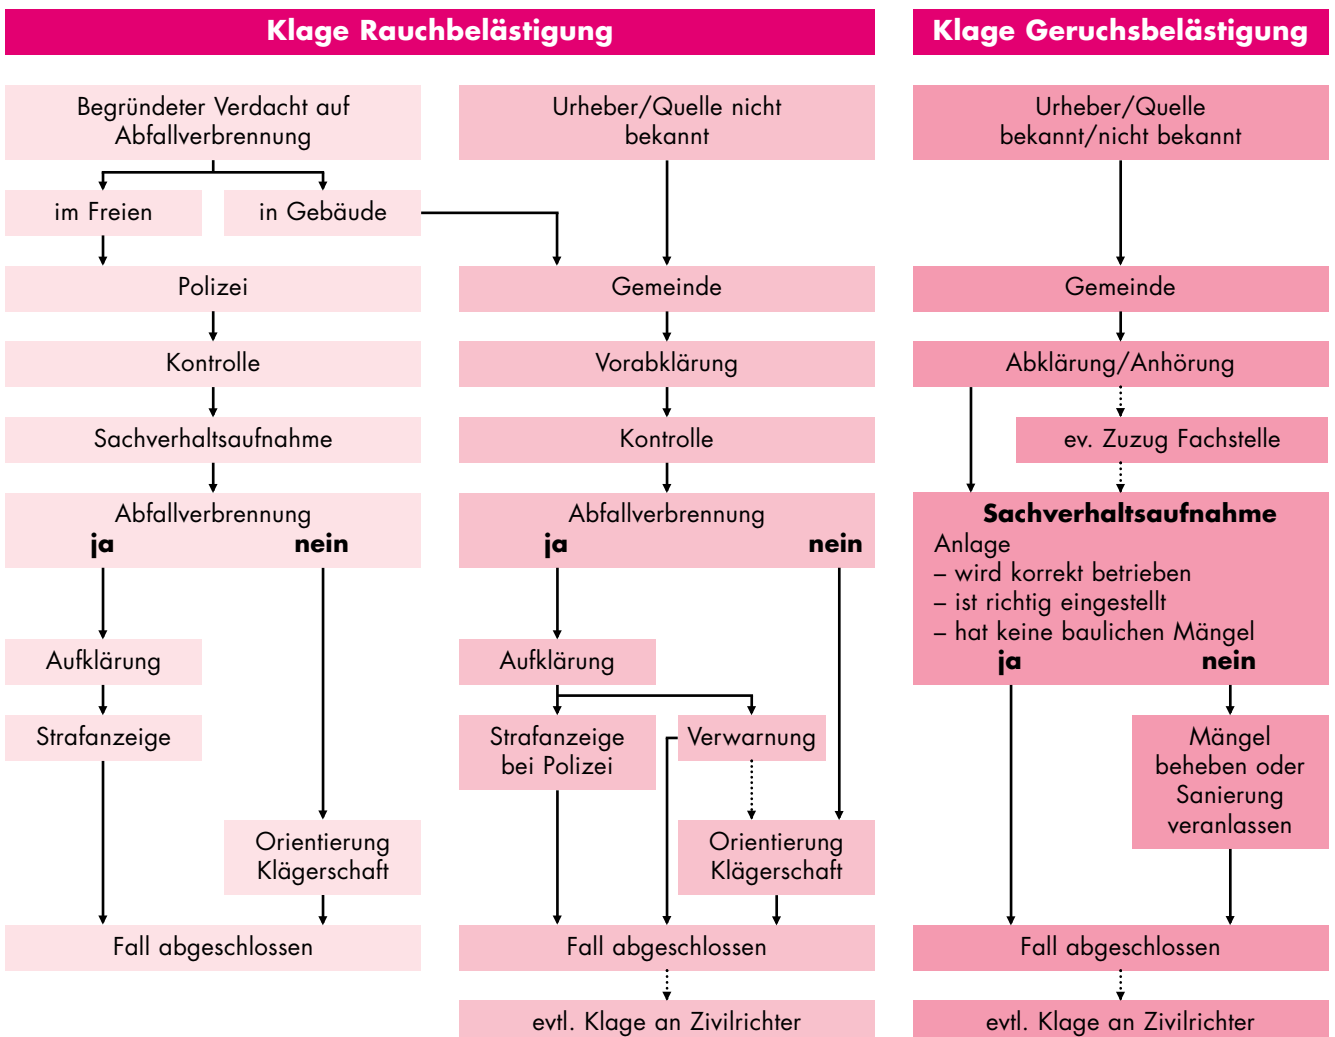 Klage Rauchbelästigung
Begründeter Verdacht auf
Abfallverbrennung
im Freien
in Gebäude
Polizei
Kontrolle
Sachverhaltsaufnahme
Abfallverbrennung
ja nein
Aufklärung
Strafanzeige
Orientierung
Klägerschaft
Fall abgeschlossen
Urheber/Quelle nicht
bekannt
Gemeinde
Vorabklärung
Kontrolle
Abfallverbrennung
ja nein
Aufklärung
Strafanzeige
bei Polizei
Verwarnung
Orientierung
Klägerschaft
Fall abgeschlossen
evtl. Klage an Zivilrichter
Klage Geruchsbelästigung
Urheber/Quelle
bekannt/nicht bekannt
Gemeinde
Abklärung/Anhörung
ev. Zuzug Fachstelle
Sachverhaltsaufnahme
Anlage
– wird korrekt betrieben
– ist richtig eingestellt
– hat keine baulichen Mängel
ja nein
Mängel
beheben oder
Sanierung
veranlassen
Fall abgeschlossen
evtl. Klage an Zivilrichter